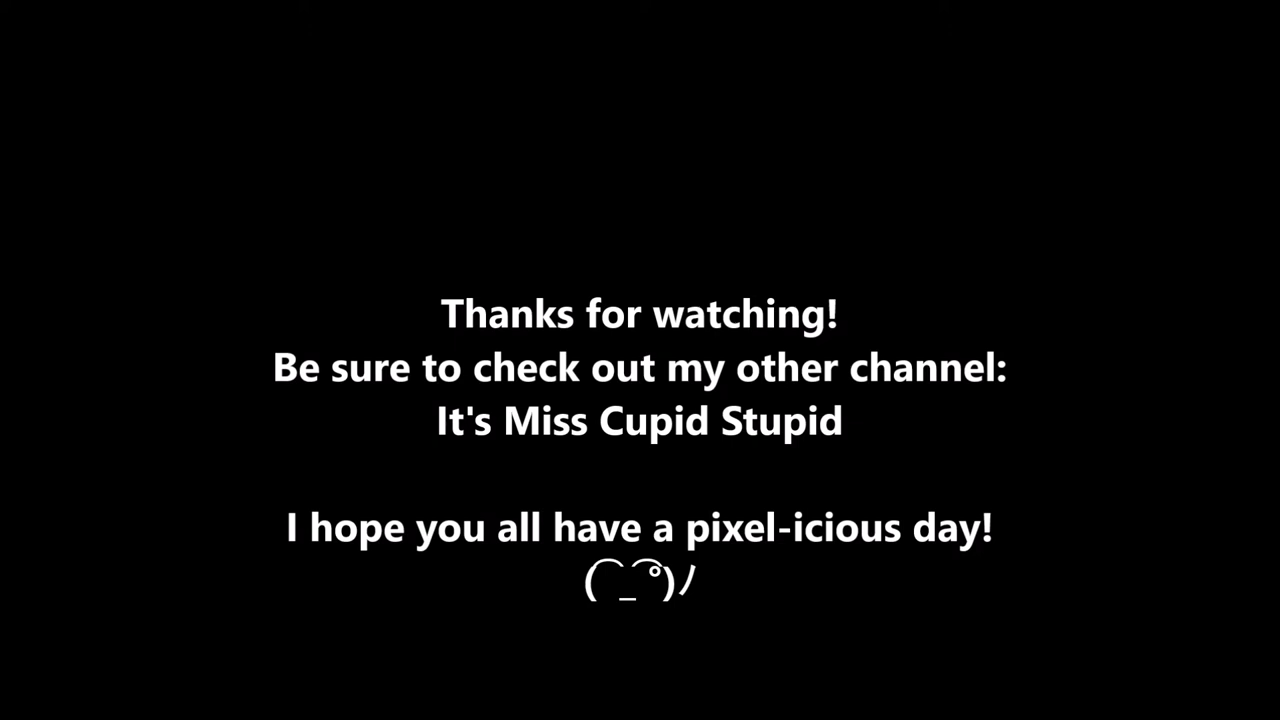 Thanks for watching!
Be sure to check out my other channel:
It's Miss Cupid Stupid
I hope you all have a pixel-icious day!
( ͡ _ ͡°)ﾉ